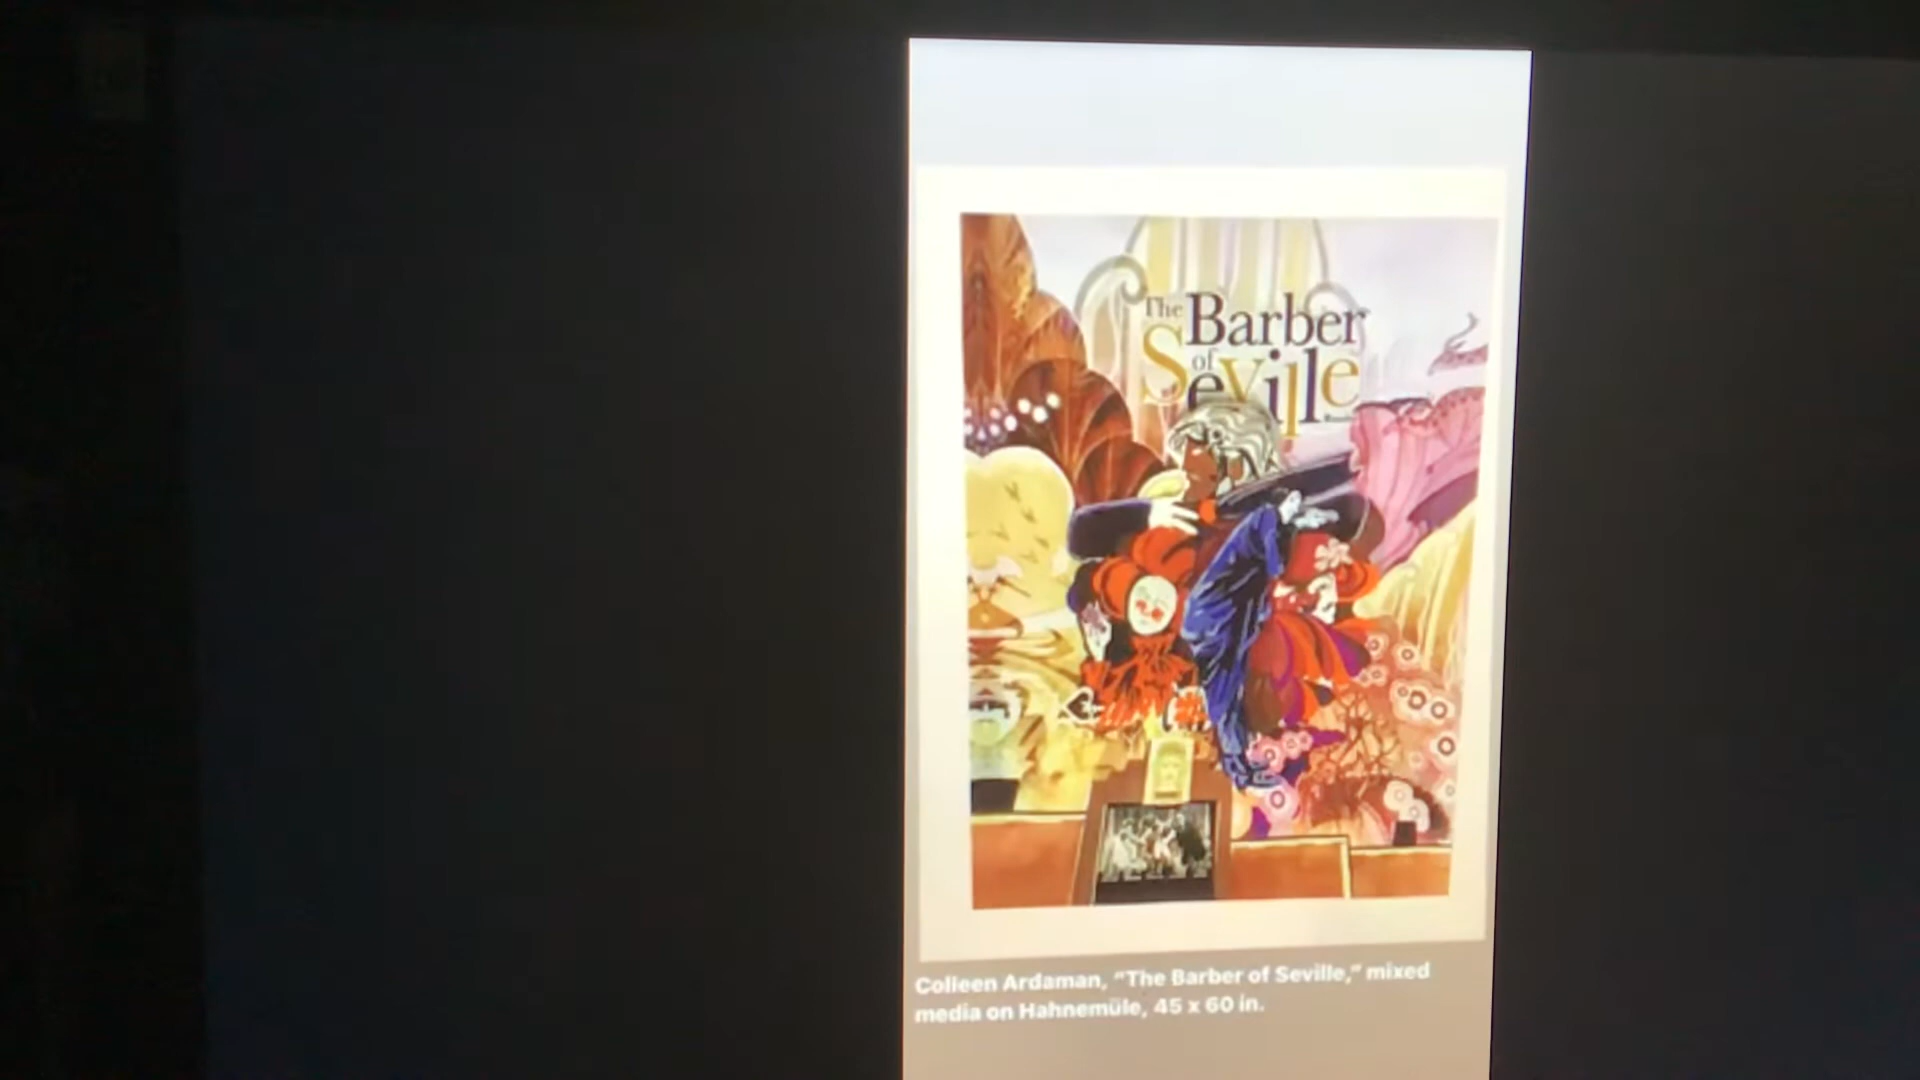 The Barber
of
Seville
Colleen Ardaman, "The Barber of Seville," mixed
media on Hahnemüle, 45 x 60 in.